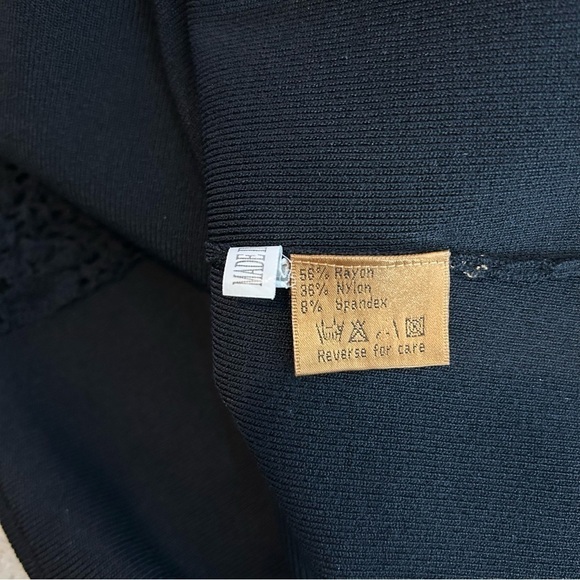 MADE
56% Rayon
36% Nylon
8% Spandex
Reverse for care